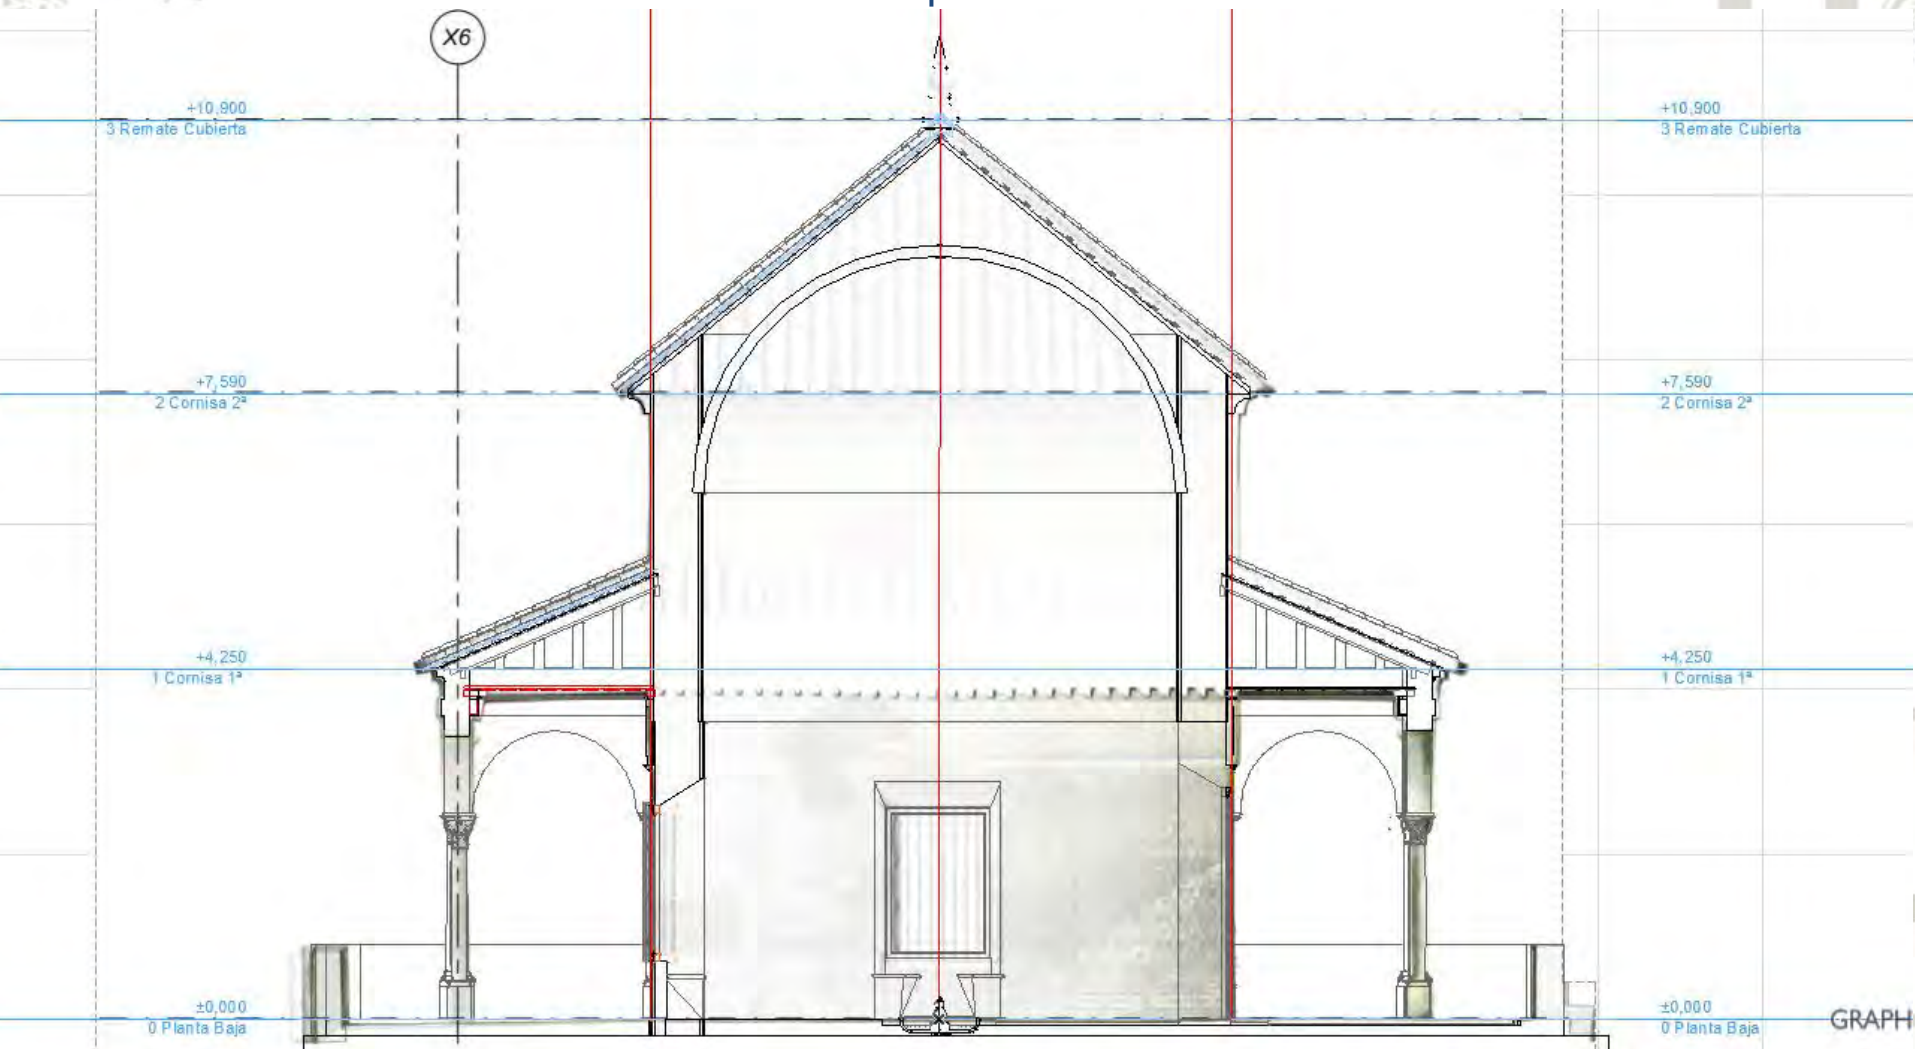 X6
+10,900
3 Remate Cubierta
+10,900
3 Remate Cubierta
+7,590
2 Cornisa 2ª
+7,590
2 Cornisa 2ª
+4,250
1 Cornisa 1ª
+4,250
1 Cornisa 1ª
±0,000
0 Planta Baja
±0,000
0 Planta Baja
GRAPH